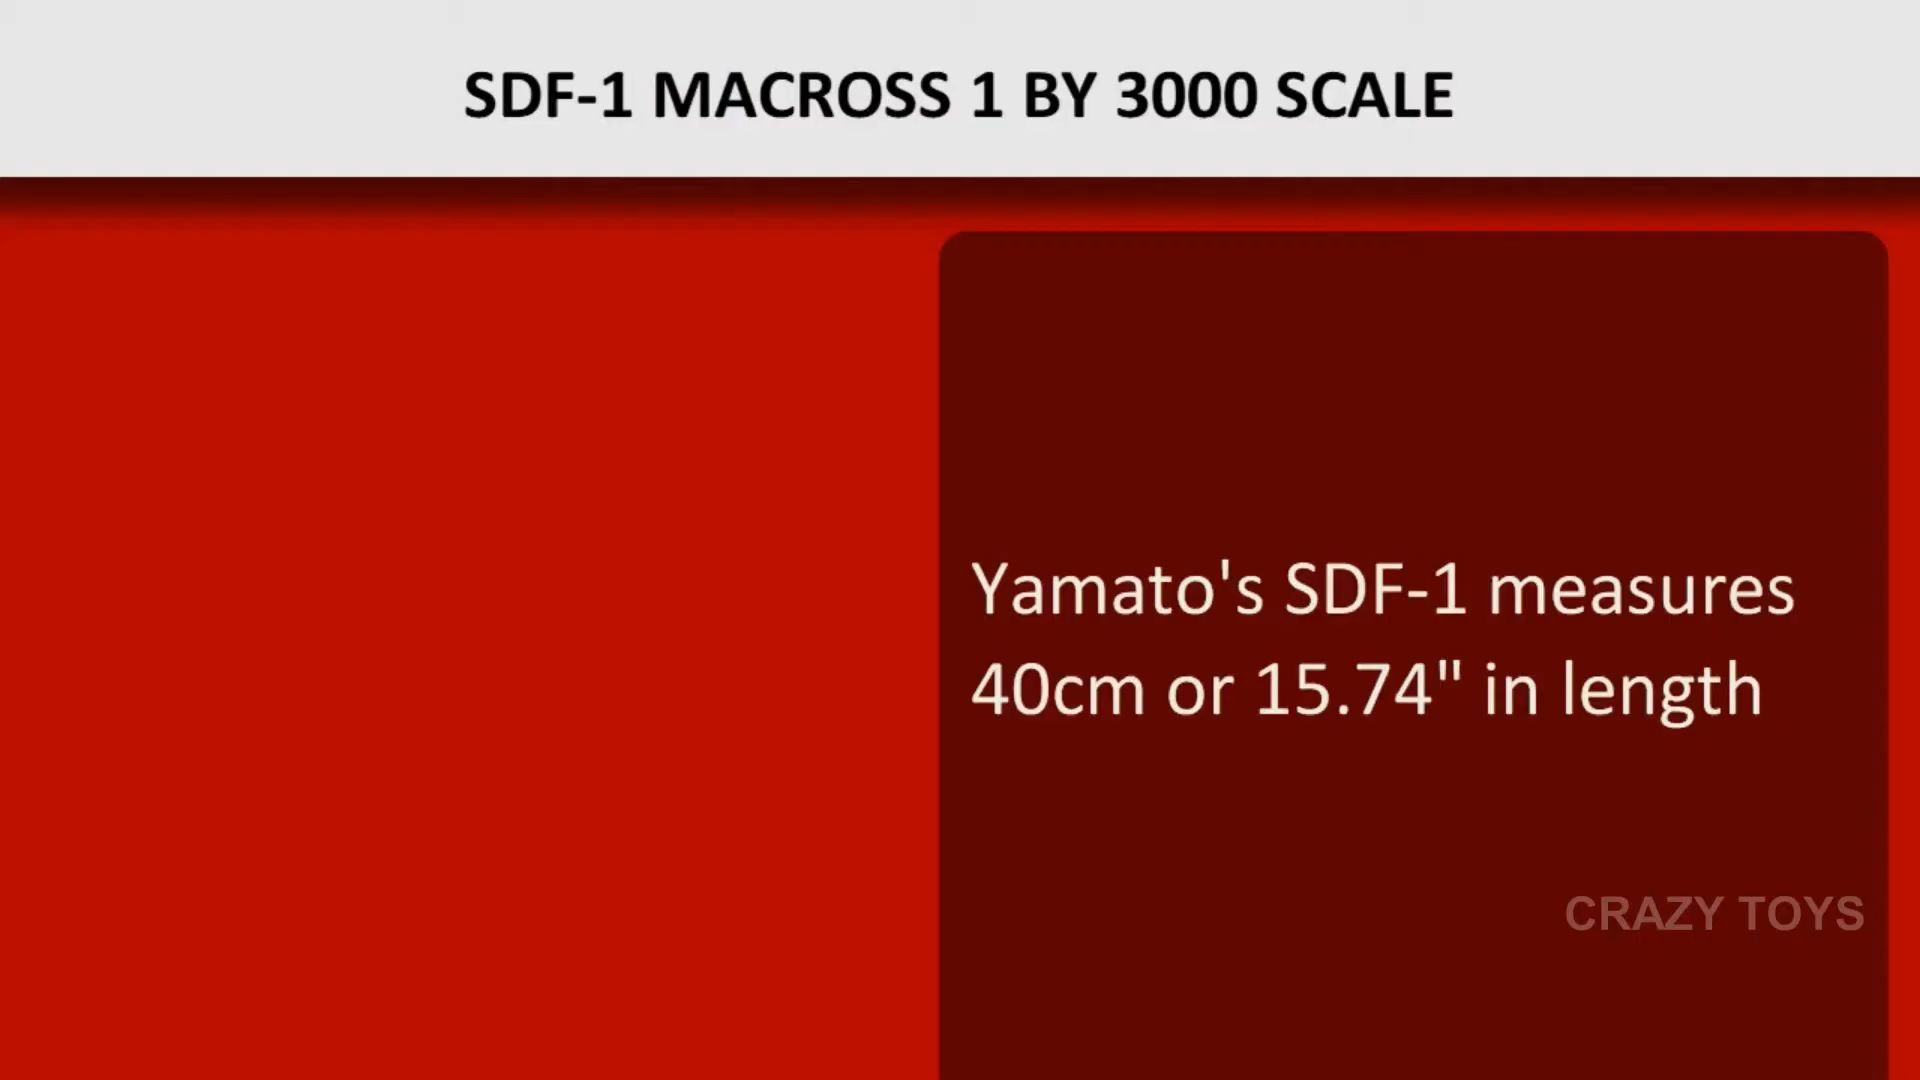 SDF-1 MACROSS 1 BY 3000 SCALE
Yamato's SDF-1 measures
40cm or 15.74" in length
CRAZY TOYS